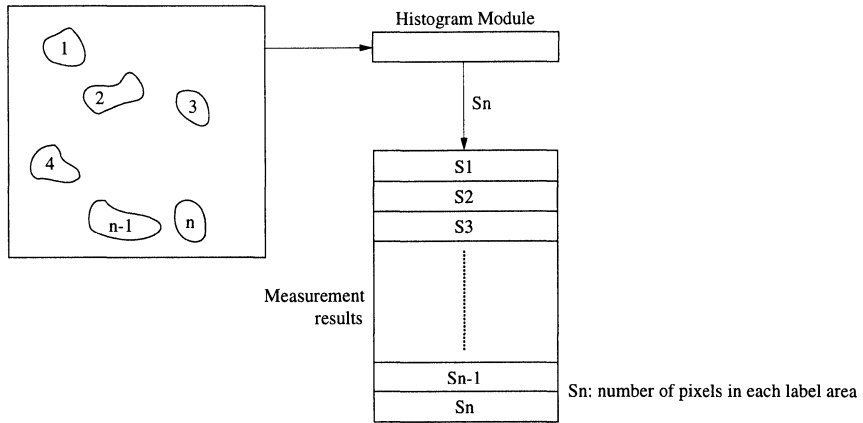 Histogram Module
1
2
3
Sn
4
S1
S2
S3
n-1
n
Measurement
results
Sn-1
Sn
Sn: number of pixels in each label area